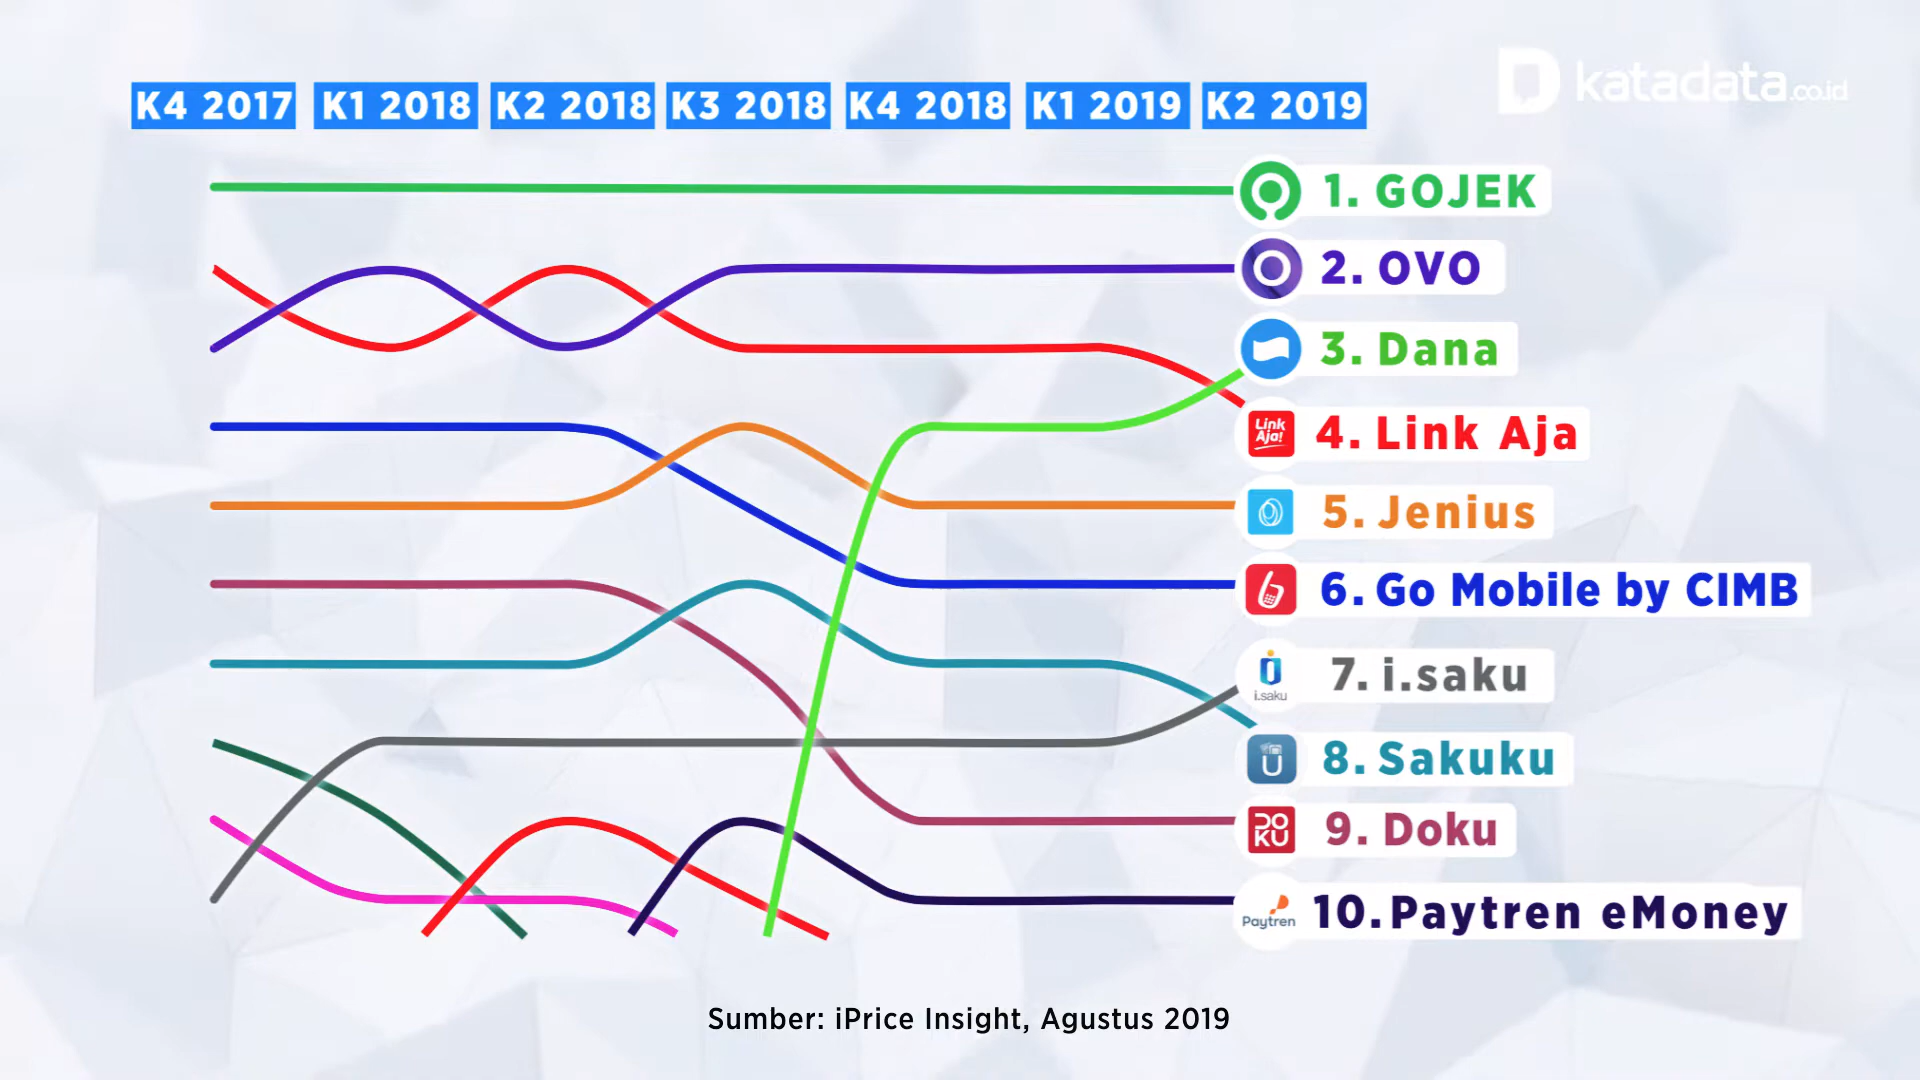 katadata.co.id
K4 2017 K1 2018 K2 2018 K3 2018 K4 2018 K1 2019 K2 2019
1. GOJEK
2. OVO
3. Dana
Link Aja!
4. Link Aja
5. Jenius
6. Go Mobile by CIMB
i.saku
7. i.saku
U
8. Sakuku
DO
KU
9. Doku
Paytren
10. Paytren eMoney
Sumber: iPrice Insight, Agustus 2019